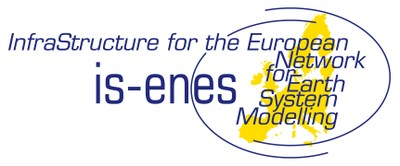 InfraStructure for the European
Network
for
Earth
System
Modelling
is-enes